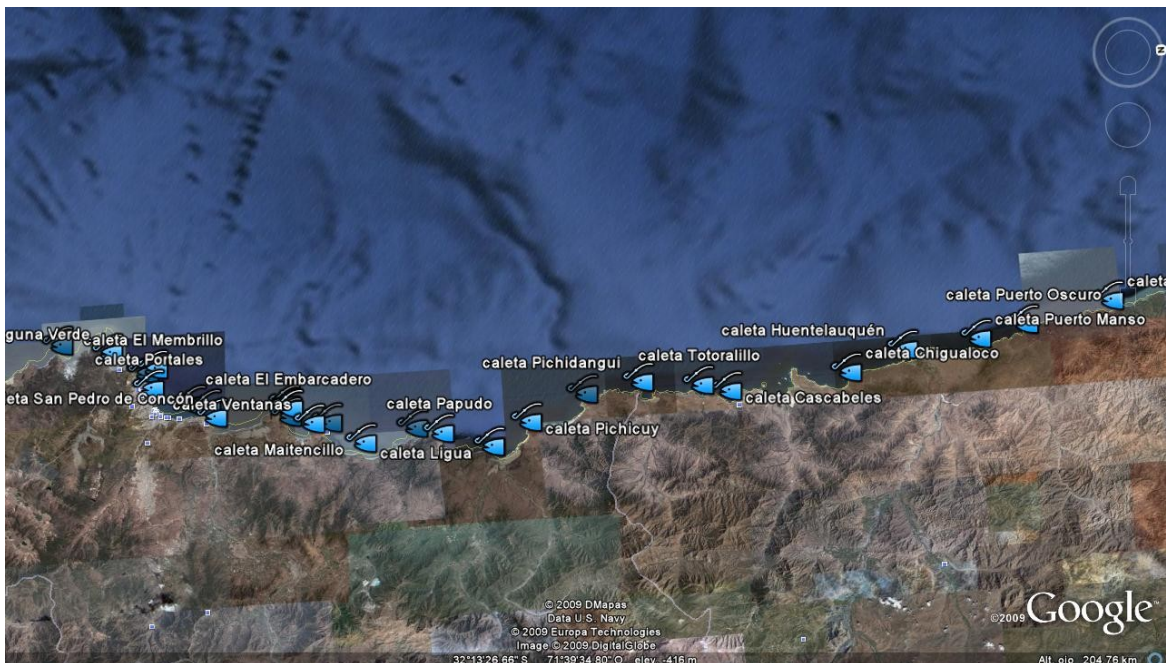 N
caleta
caleta Puerto Oscuro
caleta Puerto Manso
caleta Huentelauquén
guna Verde
caleta El Membrillo
caleta Portales
caleta Chigualoco
caleta Totoralillo
caleta Pichidangui
caleta El Embarcadero
eta San Pedro de Concón
caleta Ventanas
caleta Papudo
caleta Cascabeles
caleta Pichicuy
caleta Maitencillo
caleta Ligua
© 2009 DMapas
Data U.S. Navy
© 2009 Europa Technologies
Image © 2009 DigitalGlobe
©2009 Google™
32°13'26.66" S 71°39'34.80" O elev -416 m
Alt. ojo 204.76 km